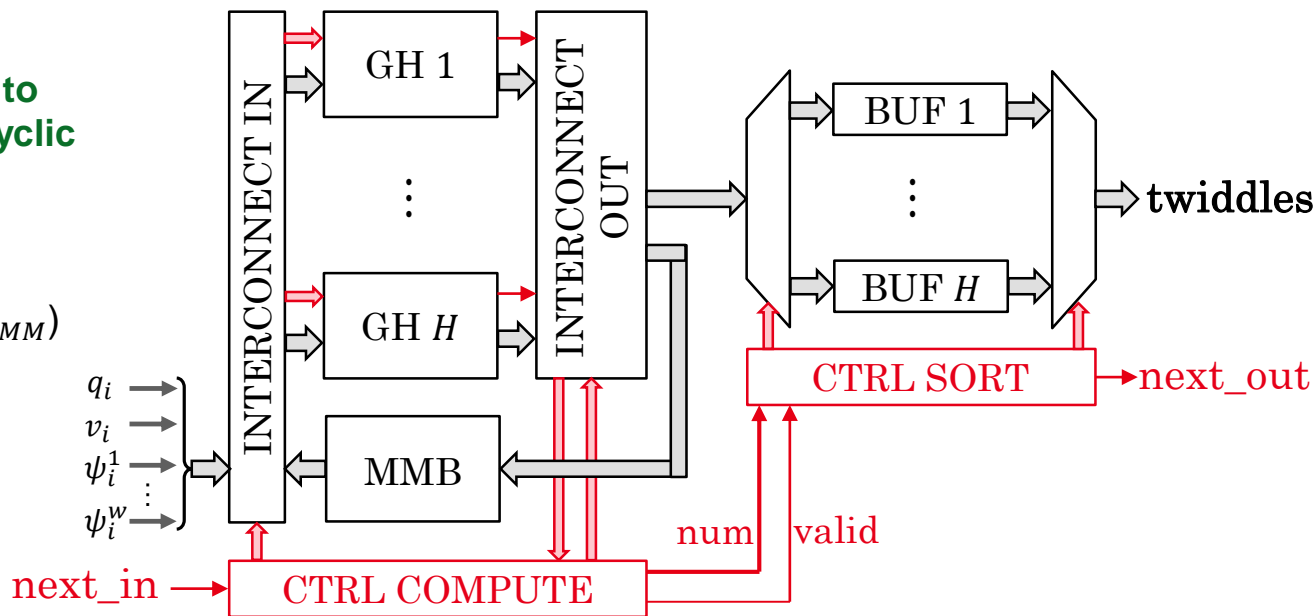 to
yclic
MM)
INTERCONNECT IN
GH 1
⋮
GH H
INTERCONNECT
OUT
MMB
q_i
v_i
ψ_i^1
⋮
ψ_i^w
next_in
CTRL COMPUTE
num
valid
BUF 1
⋮
BUF H
twiddles
CTRL SORT
next_out